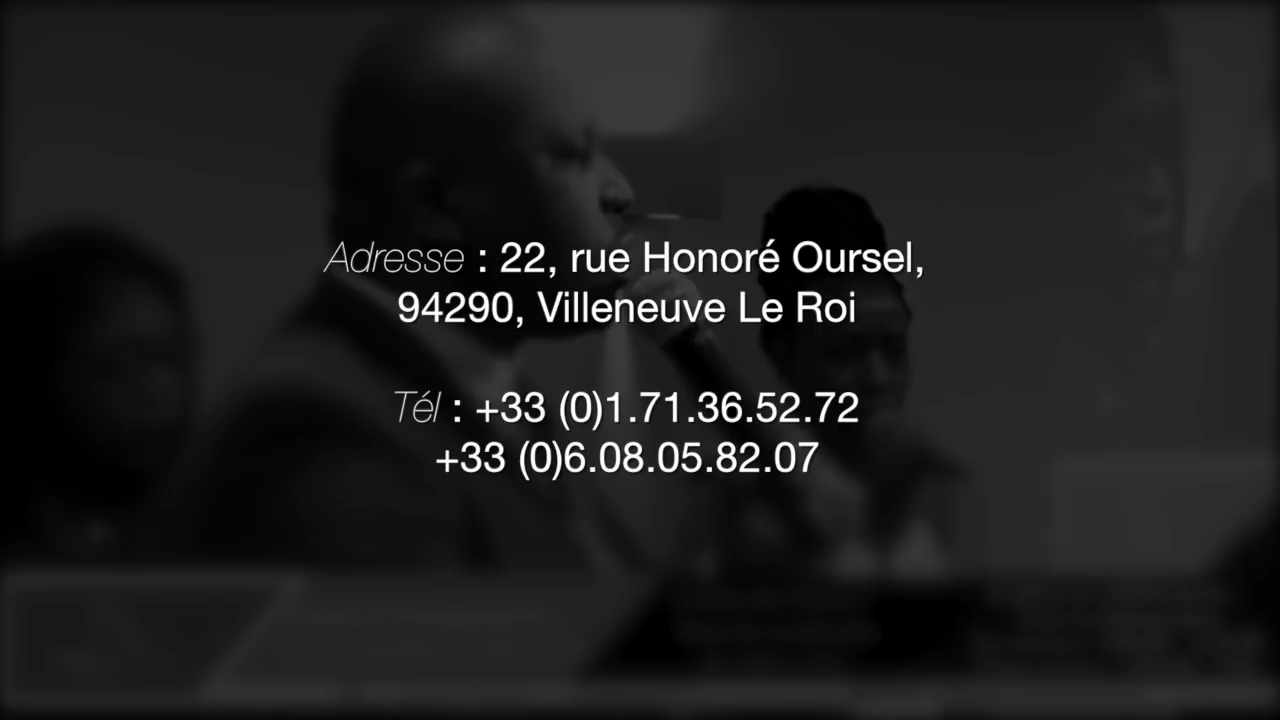 Adresse : 22, rue Honoré Oursel,
94290, Villeneuve Le Roi
Tél : +33 (0)1.71.36.52.72
+33 (0)6.08.05.82.07